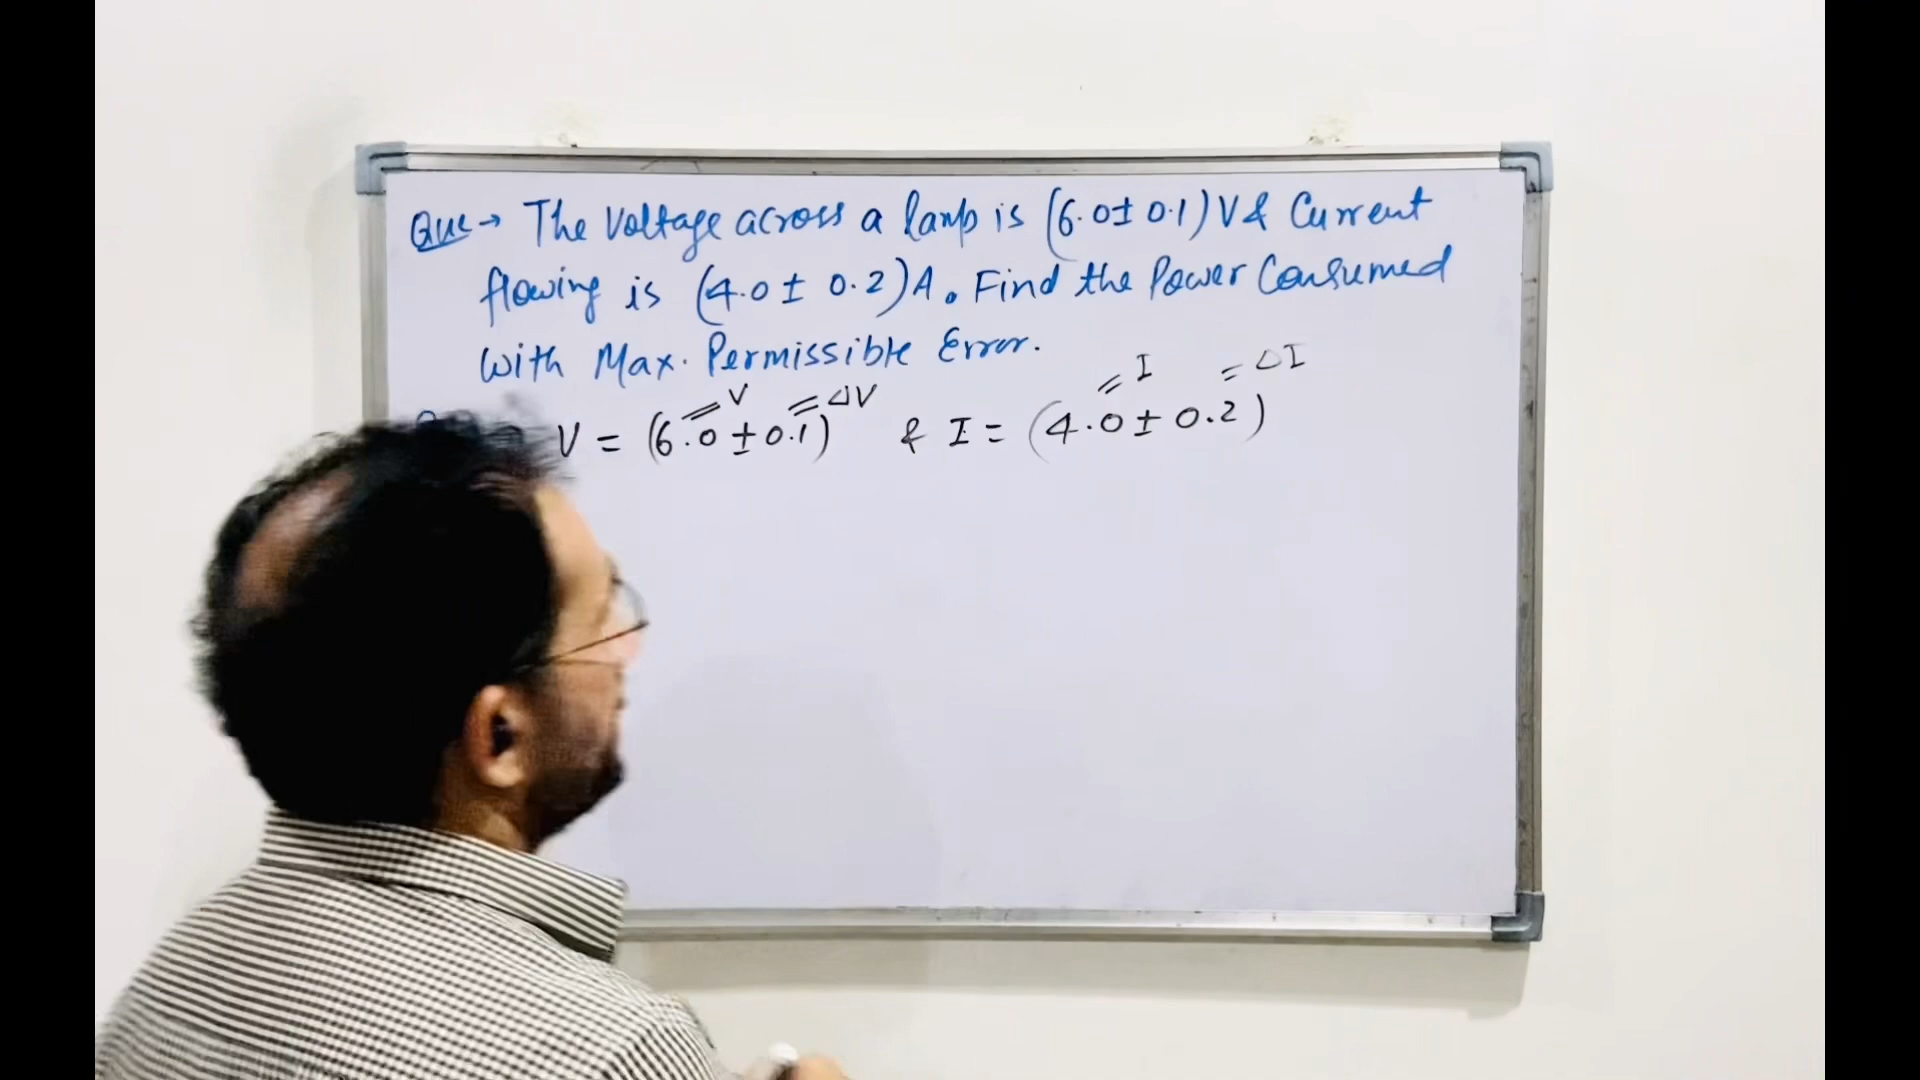 Que → The Voltage across a lamp is (6.0 ± 0.1) V & Current
flowing is (4.0 ± 0.2) A. Find the Power Consumed
with Max. Permissible Error.
= V = ΔV = I = ΔI
V = (6.0 ± 0.1) & I = (4.0 ± 0.2)